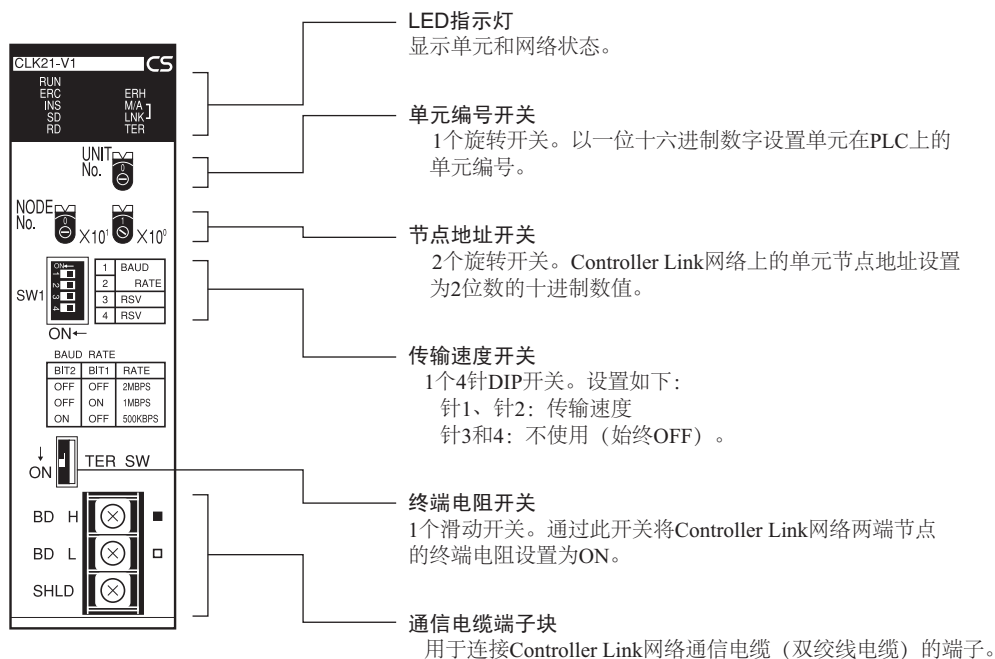 CLK21-V1 CS
RUN
ERC ERH
INS M/A
SD LNK
RD TER
UNIT
No.
0
NODE
No.
0 ×10¹ 1 ×10⁰
SW1
ON←
1 2 3 4
1 BAUD
2 RATE
3 RSV
4 RSV
ON←
BAUD RATE
BIT2 BIT1 RATE
OFF OFF 2MBPS
OFF ON 1MBPS
ON OFF 500KBPS
↓
ON
TER SW
BD H ■
BD L □
SHLD
LED指示灯
显示单元和网络状态。
单元编号开关
1个旋转开关。以一位十六进制数字设置单元在PLC上的
单元编号。
节点地址开关
2个旋转开关。Controller Link网络上的单元节点地址设置
为2位数的十进制数值。
传输速度开关
1个4针DIP开关。设置如下：
针1、针2：传输速度
针3和4：不使用（始终OFF）。
终端电阻开关
1个滑动开关。通过此开关将Controller Link网络两端节点
的终端电阻设置为ON。
通信电缆端子块
用于连接Controller Link网络通信电缆（双绞线电缆）的端子。